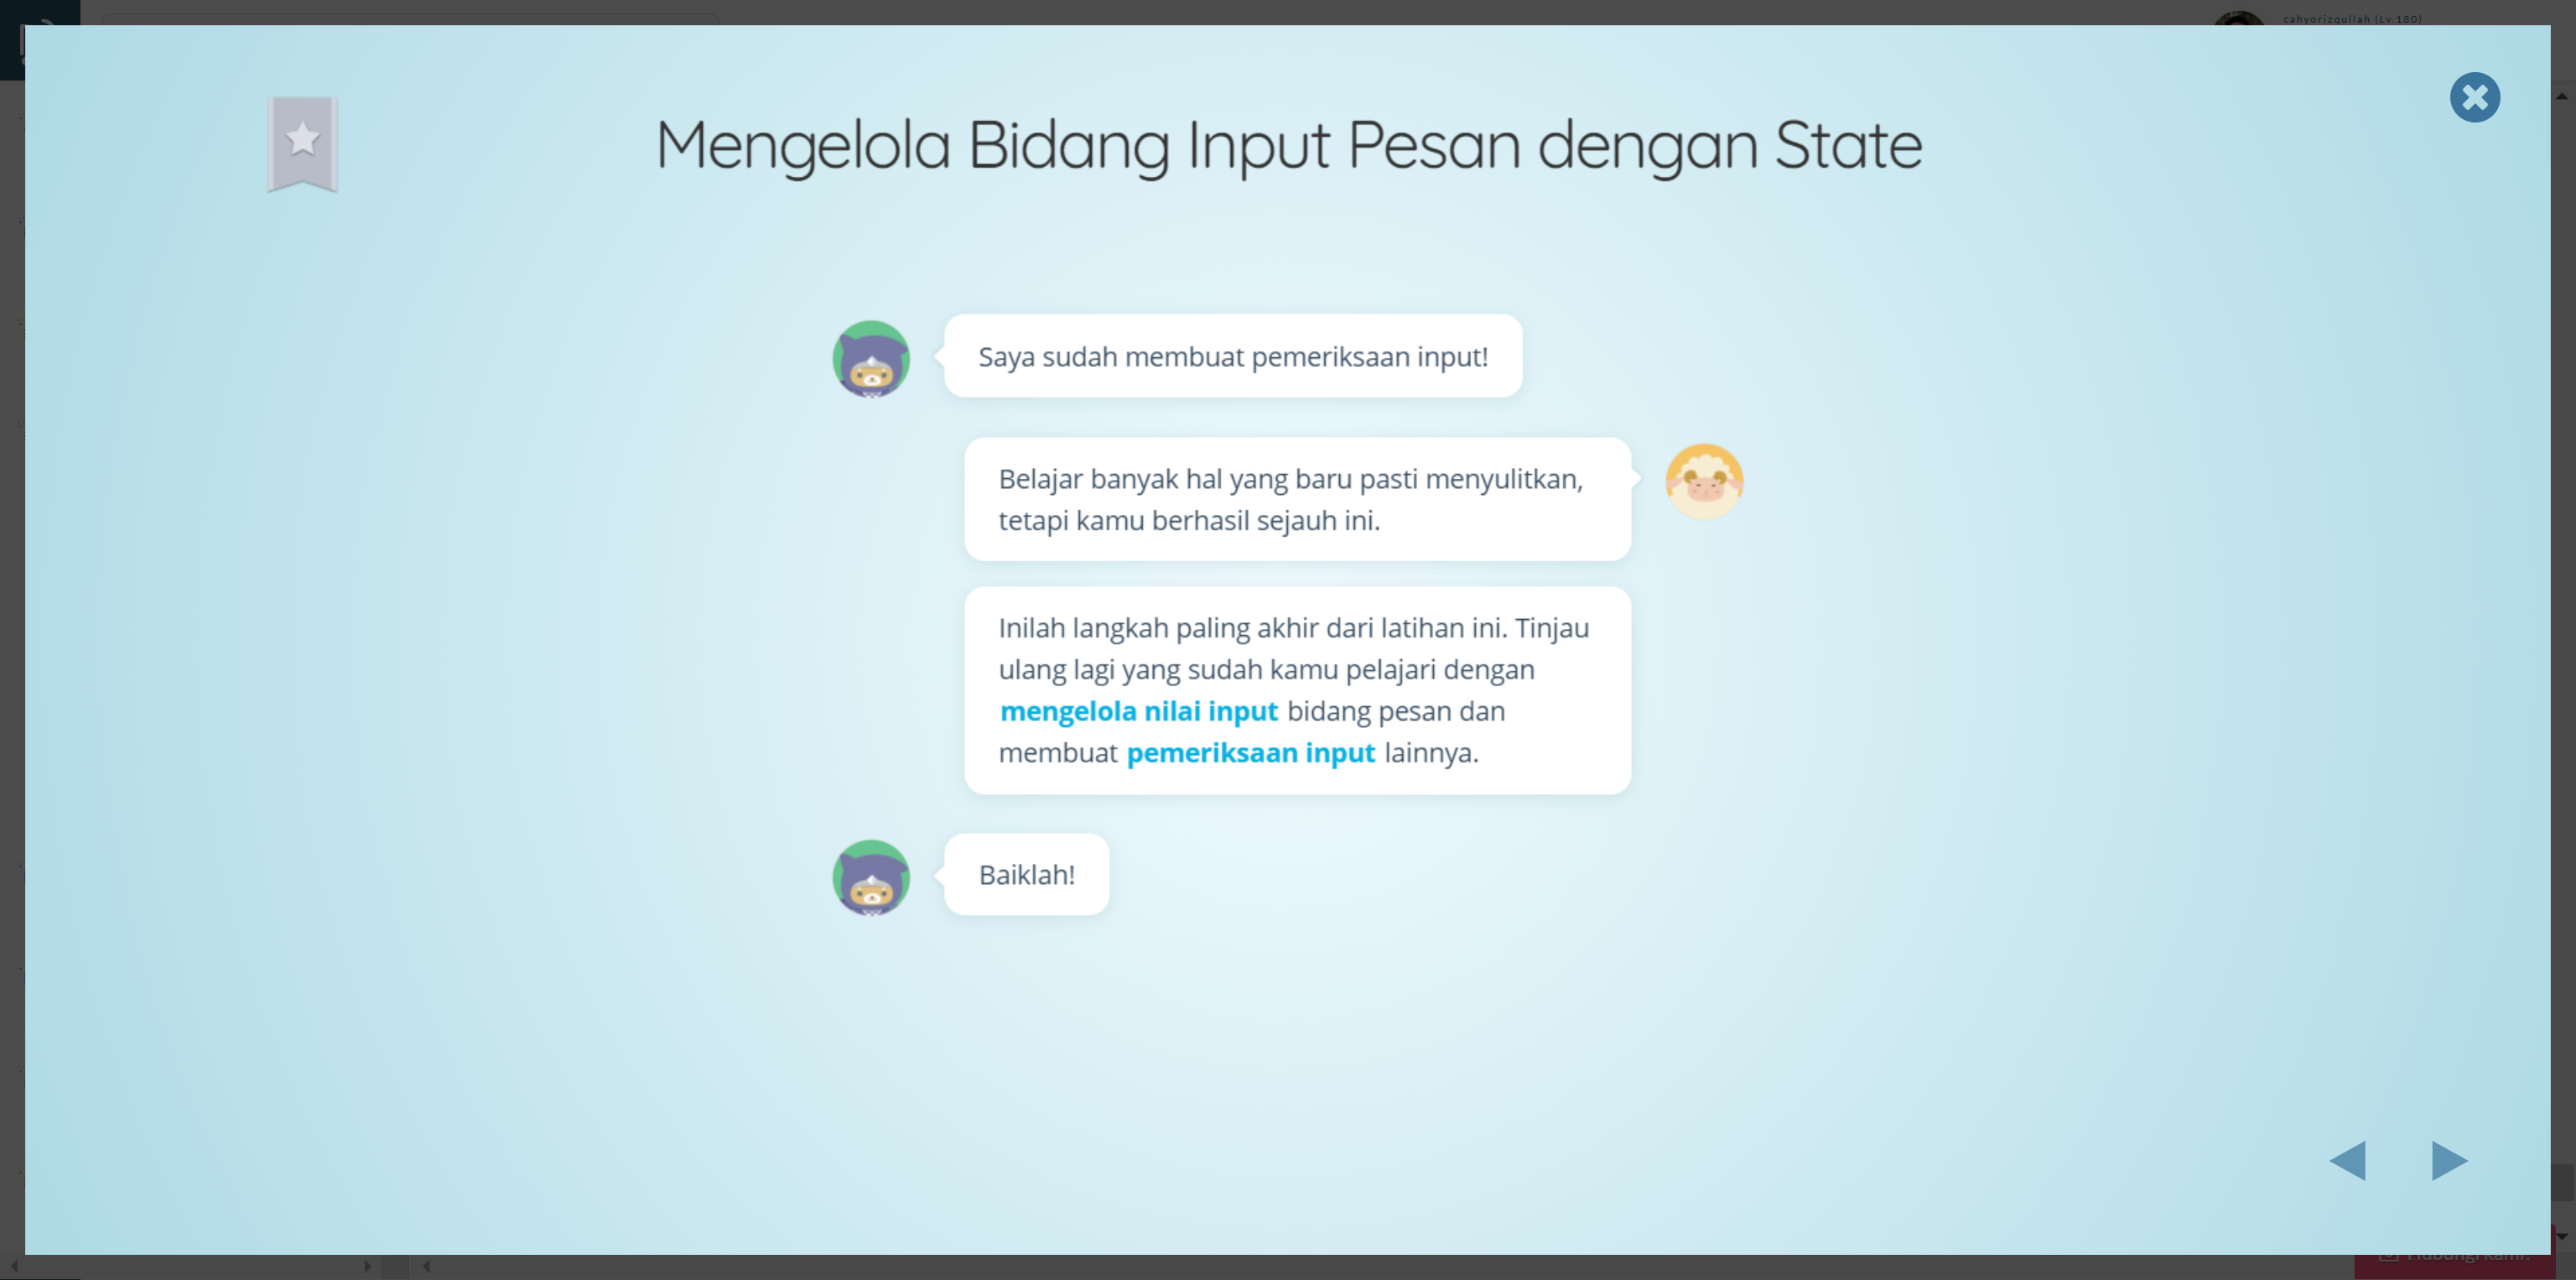 cahyorizqullah (Lv.180)
Mengelola Bidang Input Pesan dengan State
Saya sudah membuat pemeriksaan input!
Belajar banyak hal yang baru pasti menyulitkan,
tetapi kamu berhasil sejauh ini.
Inilah langkah paling akhir dari latihan ini. Tinjau
ulang lagi yang sudah kamu pelajari dengan
mengelola nilai input bidang pesan dan
membuat pemeriksaan input lainnya.
Baiklah!